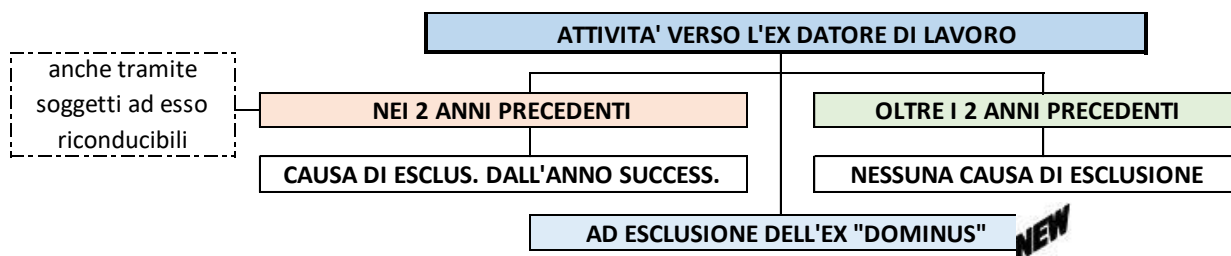 ATTIVITA' VERSO L'EX DATORE DI LAVORO
anche tramite
soggetti ad esso
riconducibili
NEI 2 ANNI PRECEDENTI
OLTRE I 2 ANNI PRECEDENTI
CAUSA DI ESCLUS. DALL'ANNO SUCCESS.
NESSUNA CAUSA DI ESCLUSIONE
AD ESCLUSIONE DELL'EX "DOMINUS"
NEW